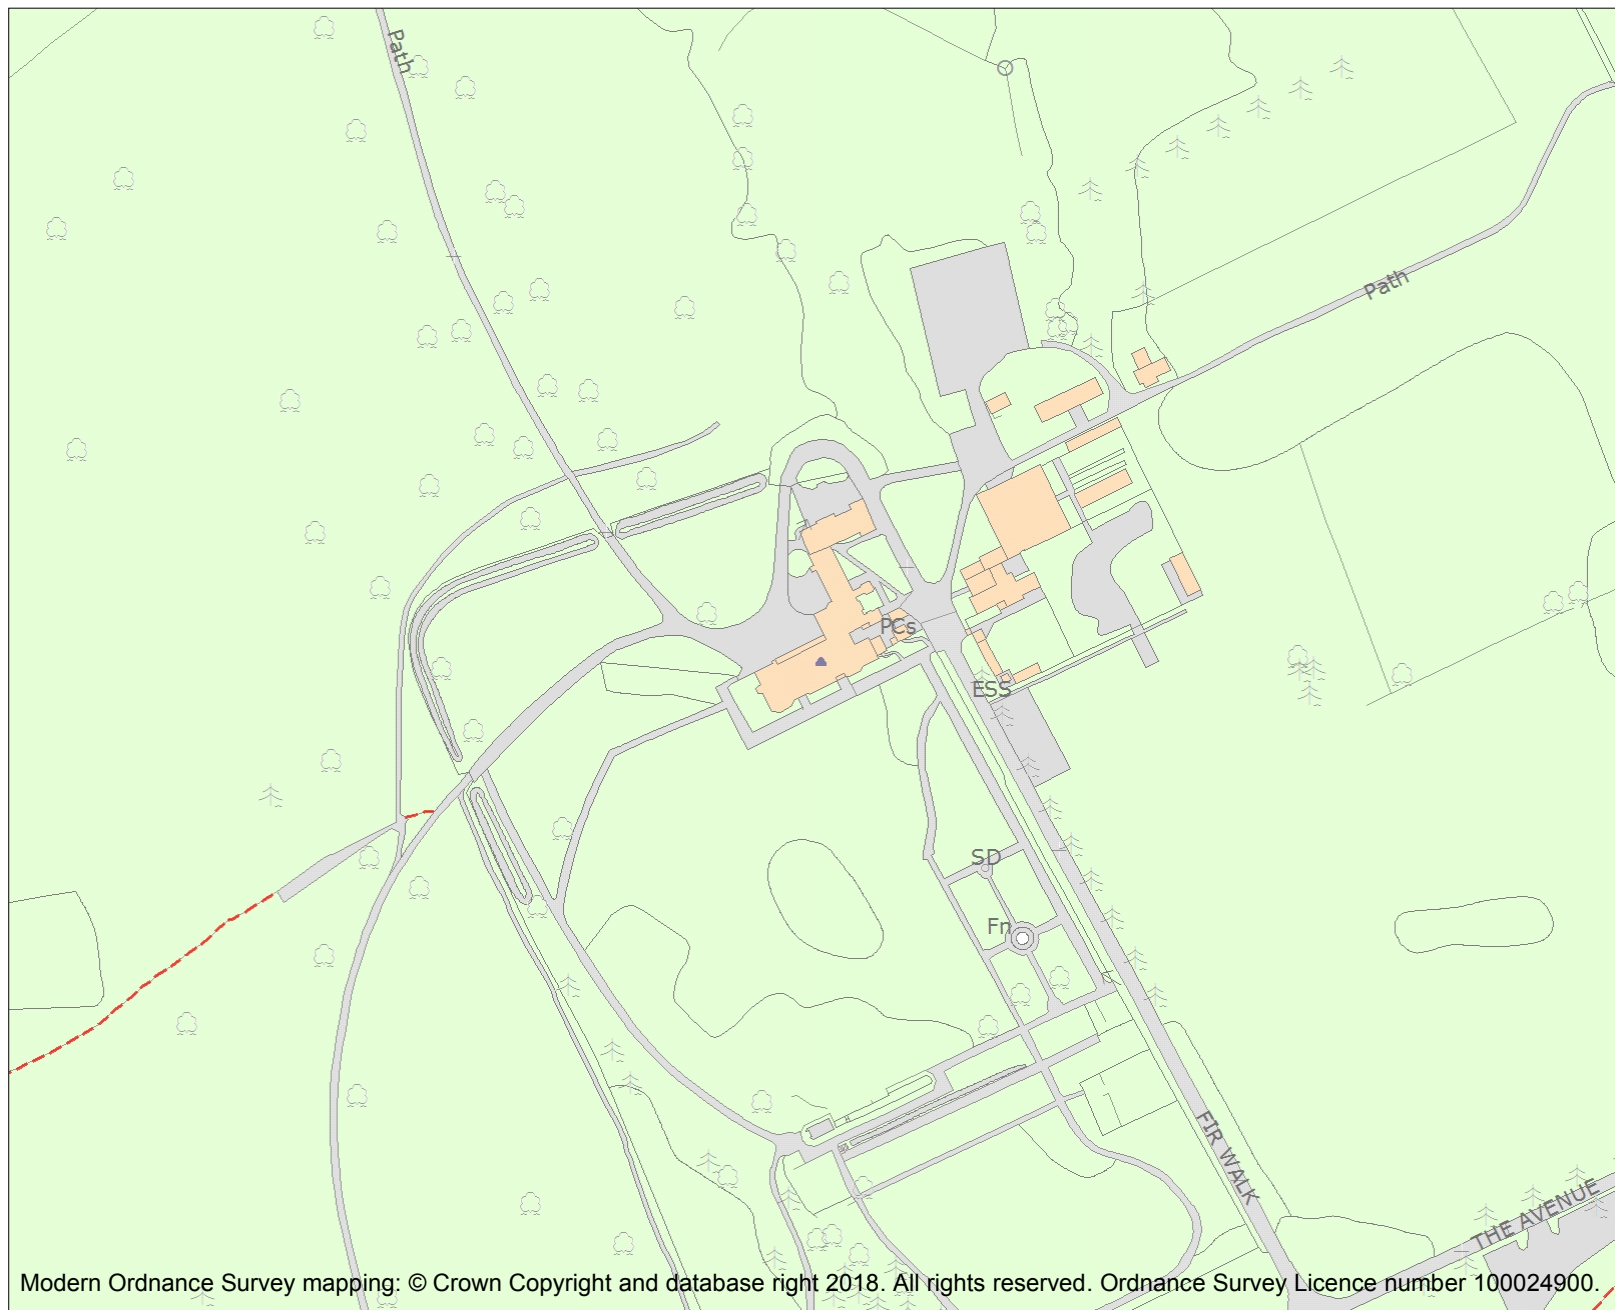 Path
Path
PCs
ESS
SD
Fn
FIR WALK
THE AVENUE
Modern Ordnance Survey mapping: © Crown Copyright and database right 2018. All rights reserved. Ordnance Survey Licence number 100024900.